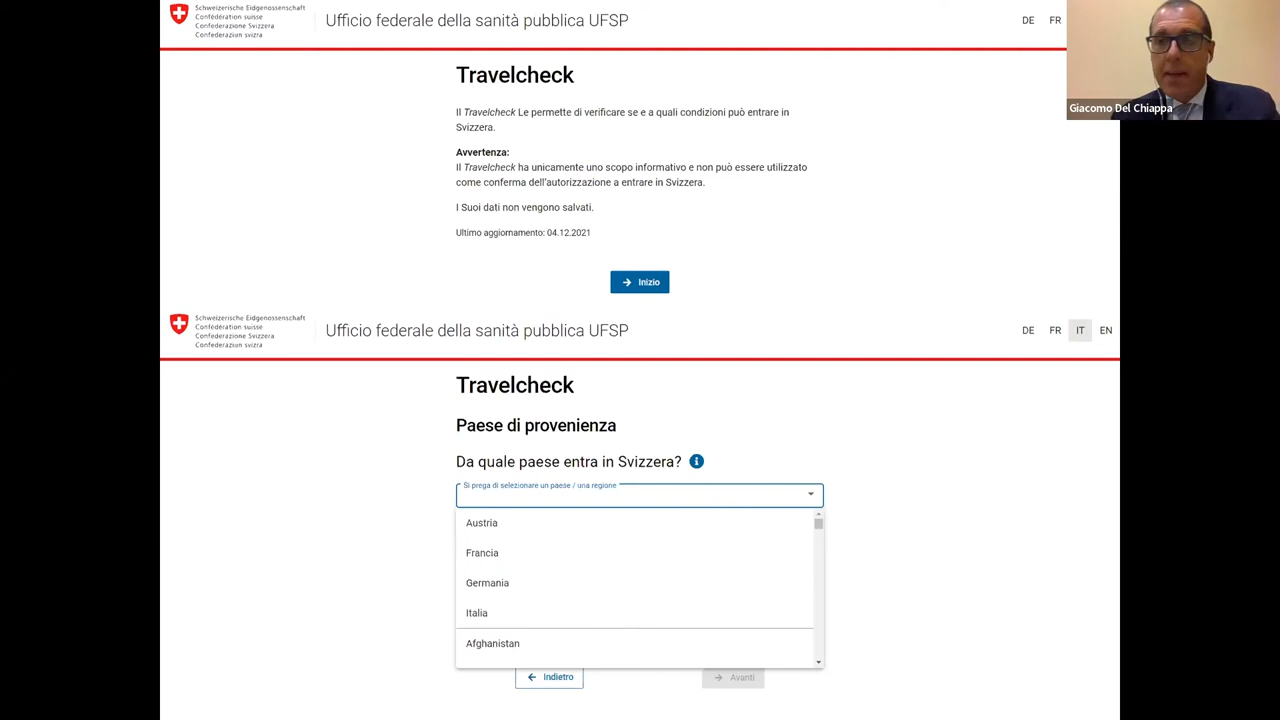 Schweizerische Eidgenossenschaft
Confédération suisse
Confederazione Svizzera
Confederaziun svizra
Ufficio federale della sanità pubblica UFSP
DE FR
Giacomo Del Chiappa
Travelcheck
Il Travelcheck Le permette di verificare se e a quali condizioni può entrare in
Svizzera.
Avvertenza:
Il Travelcheck ha unicamente uno scopo informativo e non può essere utilizzato
come conferma dell'autorizzazione a entrare in Svizzera.
I Suoi dati non vengono salvati.
Ultimo aggiornamento: 04.12.2021
Inizio
Schweizerische Eidgenossenschaft
Confédération suisse
Confederazione Svizzera
Confederaziun svizra
Ufficio federale della sanità pubblica UFSP
DE FR IT EN
Travelcheck
Paese di provenienza
Da quale paese entra in Svizzera?
Si prega di selezionare un paese / una regione
Austria
Francia
Germania
Italia
Afghanistan
Indietro
Avanti